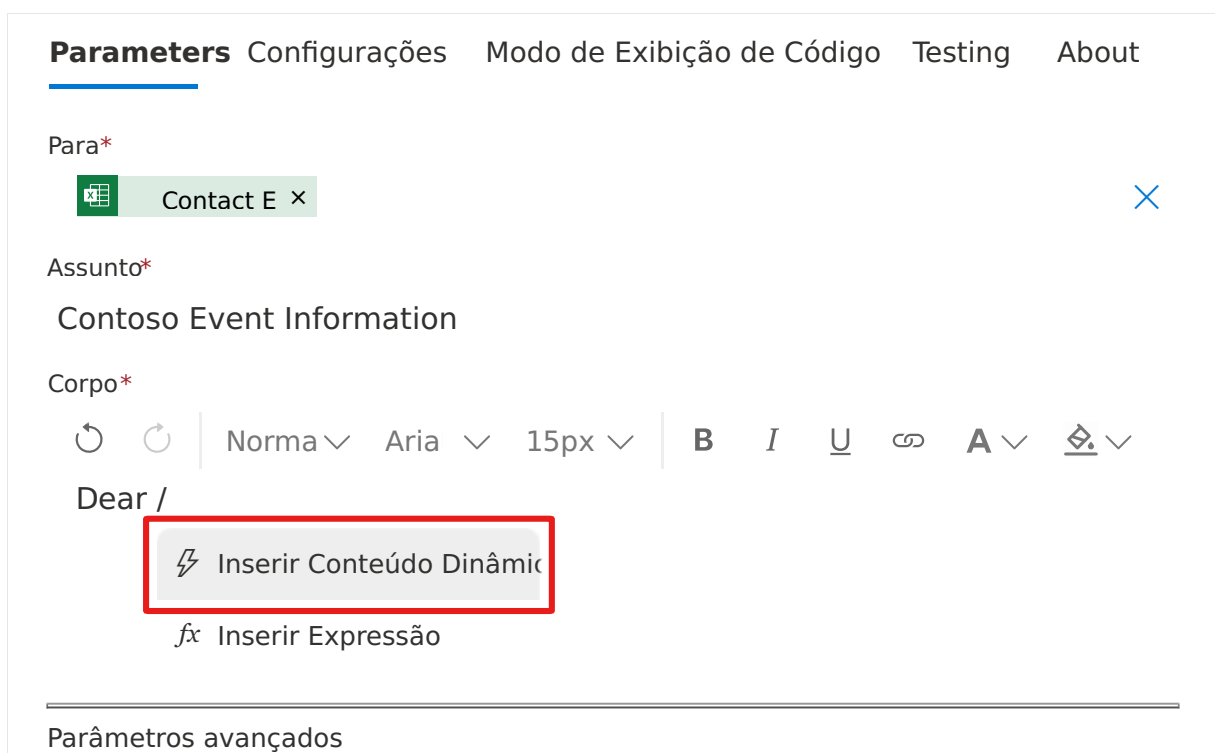 Parameters Configurações Modo de Exibição de Código Testing About
Para*
Contact E ×
Assunto*
Contoso Event Information
Corpo*
Norma Aria 15px B I U A
Dear /
Inserir Conteúdo Dinâmic
fx Inserir Expressão
Parâmetros avançados